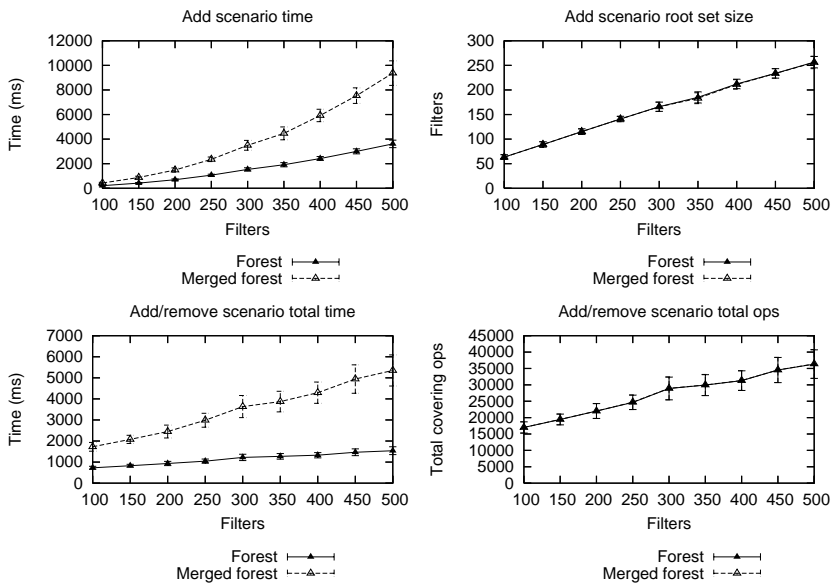 Add scenario time
12000
10000
8000
6000
4000
2000
0
Time (ms)
100 150 200 250 300 350 400 450 500
Filters
Forest
Merged forest
Add scenario root set size
300
250
200
150
100
50
0
Filters
100 150 200 250 300 350 400 450 500
Filters
Forest
Merged forest
Add/remove scenario total time
7000
6000
5000
4000
3000
2000
1000
0
Time (ms)
100 150 200 250 300 350 400 450 500
Filters
Forest
Merged forest
Add/remove scenario total ops
45000
40000
35000
30000
25000
20000
15000
10000
5000
0
Total covering ops
100 150 200 250 300 350 400 450 500
Filters
Forest
Merged forest